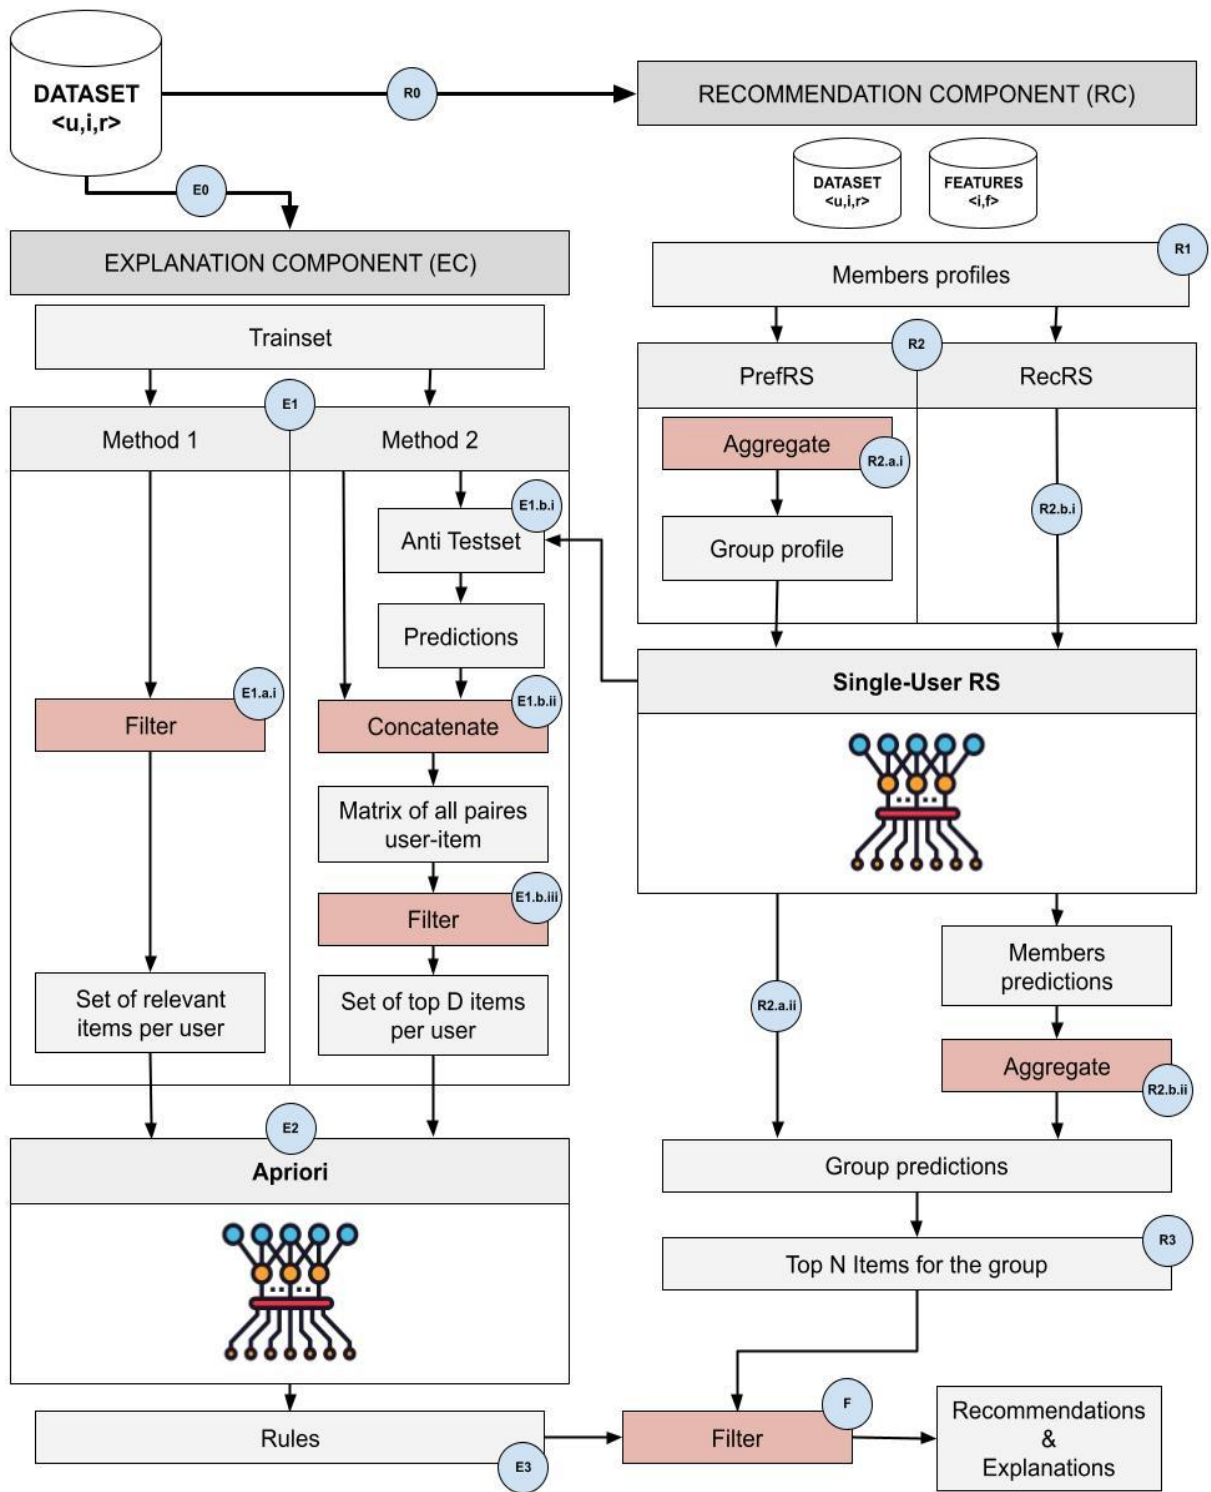 DATASET
<u,i,r>
R0
RECOMMENDATION COMPONENT (RC)
E0
DATASET
<u,i,r>
FEATURES
<i,f>
EXPLANATION COMPONENT (EC)
R1
Members profiles
Trainset
R2
PrefRS
RecRS
E1
Method 1
Method 2
Aggregate
R2.a.i
E1.b.i
Anti Testset
R2.b.i
Group profile
Predictions
E1.a.i
Filter
E1.b.ii
Concatenate
Single-User RS
Matrix of all paires
user-item
E1.b.iii
Filter
Members
predictions
Set of relevant
items per user
Set of top D items
per user
R2.a.ii
Aggregate
R2.b.ii
E2
Apriori
Group predictions
R3
Top N Items for the group
Rules
E3
Filter
F
Recommendations
&
Explanations